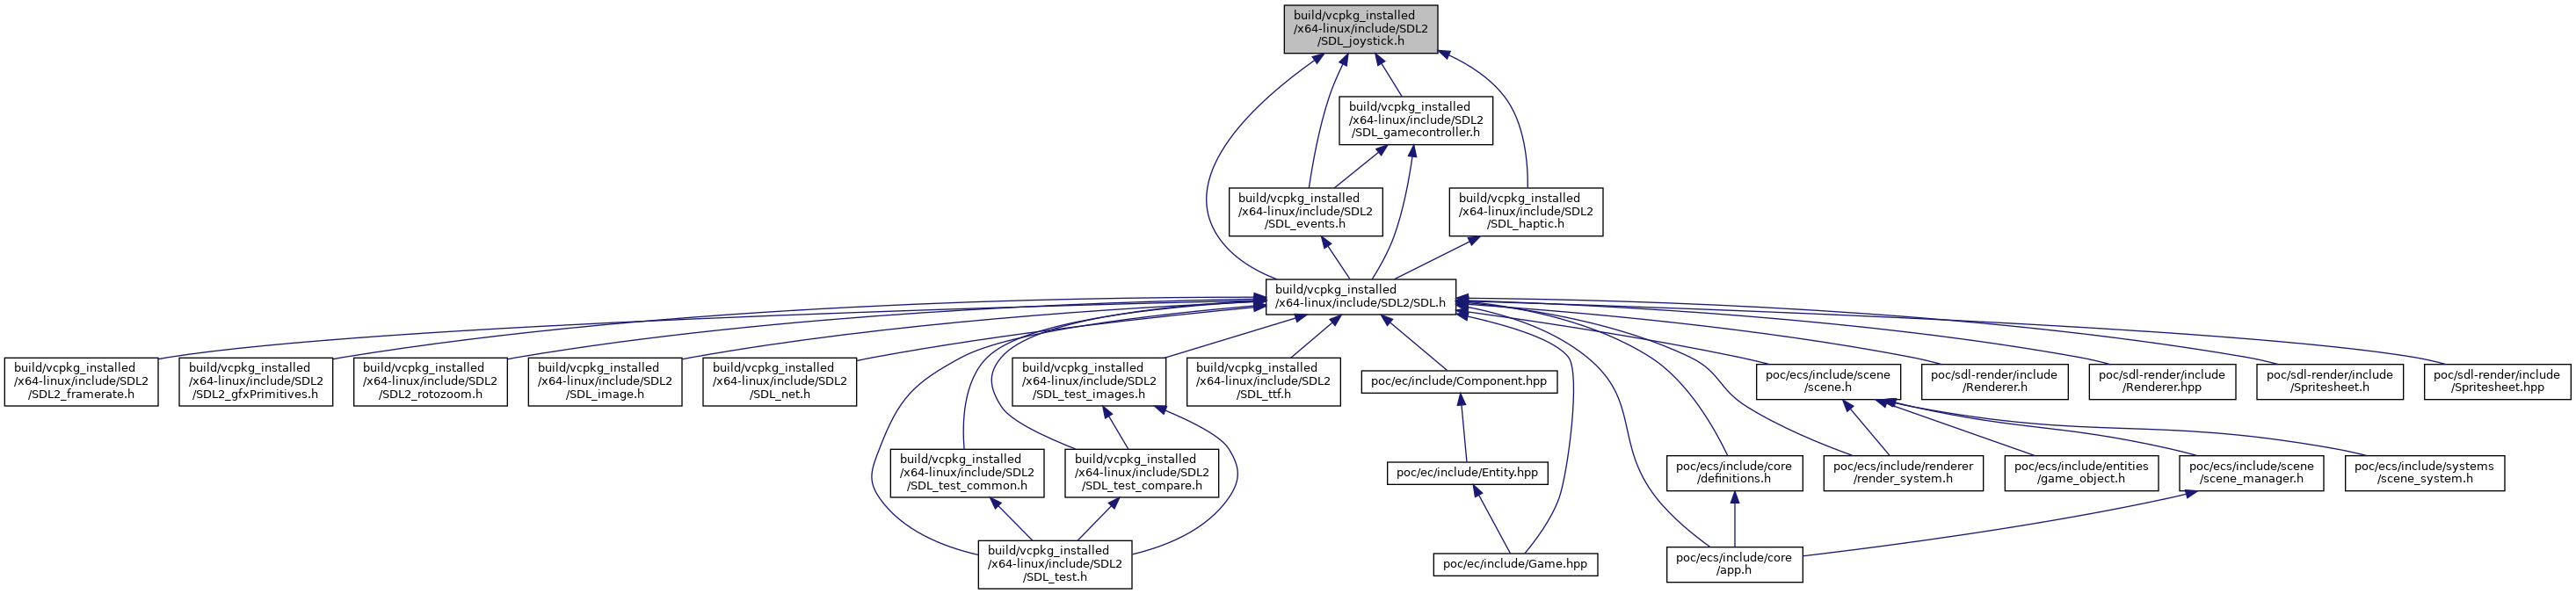 build/vcpkg_installed
/x64-linux/include/SDL2
/SDL_joystick.h
build/vcpkg_installed
/x64-linux/include/SDL2
/SDL_gamecontroller.h
build/vcpkg_installed
/x64-linux/include/SDL2
/SDL_events.h
build/vcpkg_installed
/x64-linux/include/SDL2
/SDL_haptic.h
build/vcpkg_installed
/x64-linux/include/SDL2/SDL.h
build/vcpkg_installed
/x64-linux/include/SDL2
/SDL2_framerate.h
build/vcpkg_installed
/x64-linux/include/SDL2
/SDL2_gfxPrimitives.h
build/vcpkg_installed
/x64-linux/include/SDL2
/SDL2_rotozoom.h
build/vcpkg_installed
/x64-linux/include/SDL2
/SDL_image.h
build/vcpkg_installed
/x64-linux/include/SDL2
/SDL_net.h
build/vcpkg_installed
/x64-linux/include/SDL2
/SDL_test_images.h
build/vcpkg_installed
/x64-linux/include/SDL2
/SDL_ttf.h
poc/ec/include/Component.hpp
poc/ecs/include/scene
/scene.h
poc/sdl-render/include
/Renderer.h
poc/sdl-render/include
/Renderer.hpp
poc/sdl-render/include
/Spritesheet.h
poc/sdl-render/include
/Spritesheet.hpp
build/vcpkg_installed
/x64-linux/include/SDL2
/SDL_test_common.h
build/vcpkg_installed
/x64-linux/include/SDL2
/SDL_test_compare.h
poc/ec/include/Entity.hpp
poc/ecs/include/core
/definitions.h
poc/ecs/include/renderer
/render_system.h
poc/ecs/include/entities
/game_object.h
poc/ecs/include/scene
/scene_manager.h
poc/ecs/include/systems
/scene_system.h
build/vcpkg_installed
/x64-linux/include/SDL2
/SDL_test.h
poc/ec/include/Game.hpp
poc/ecs/include/core
/app.h